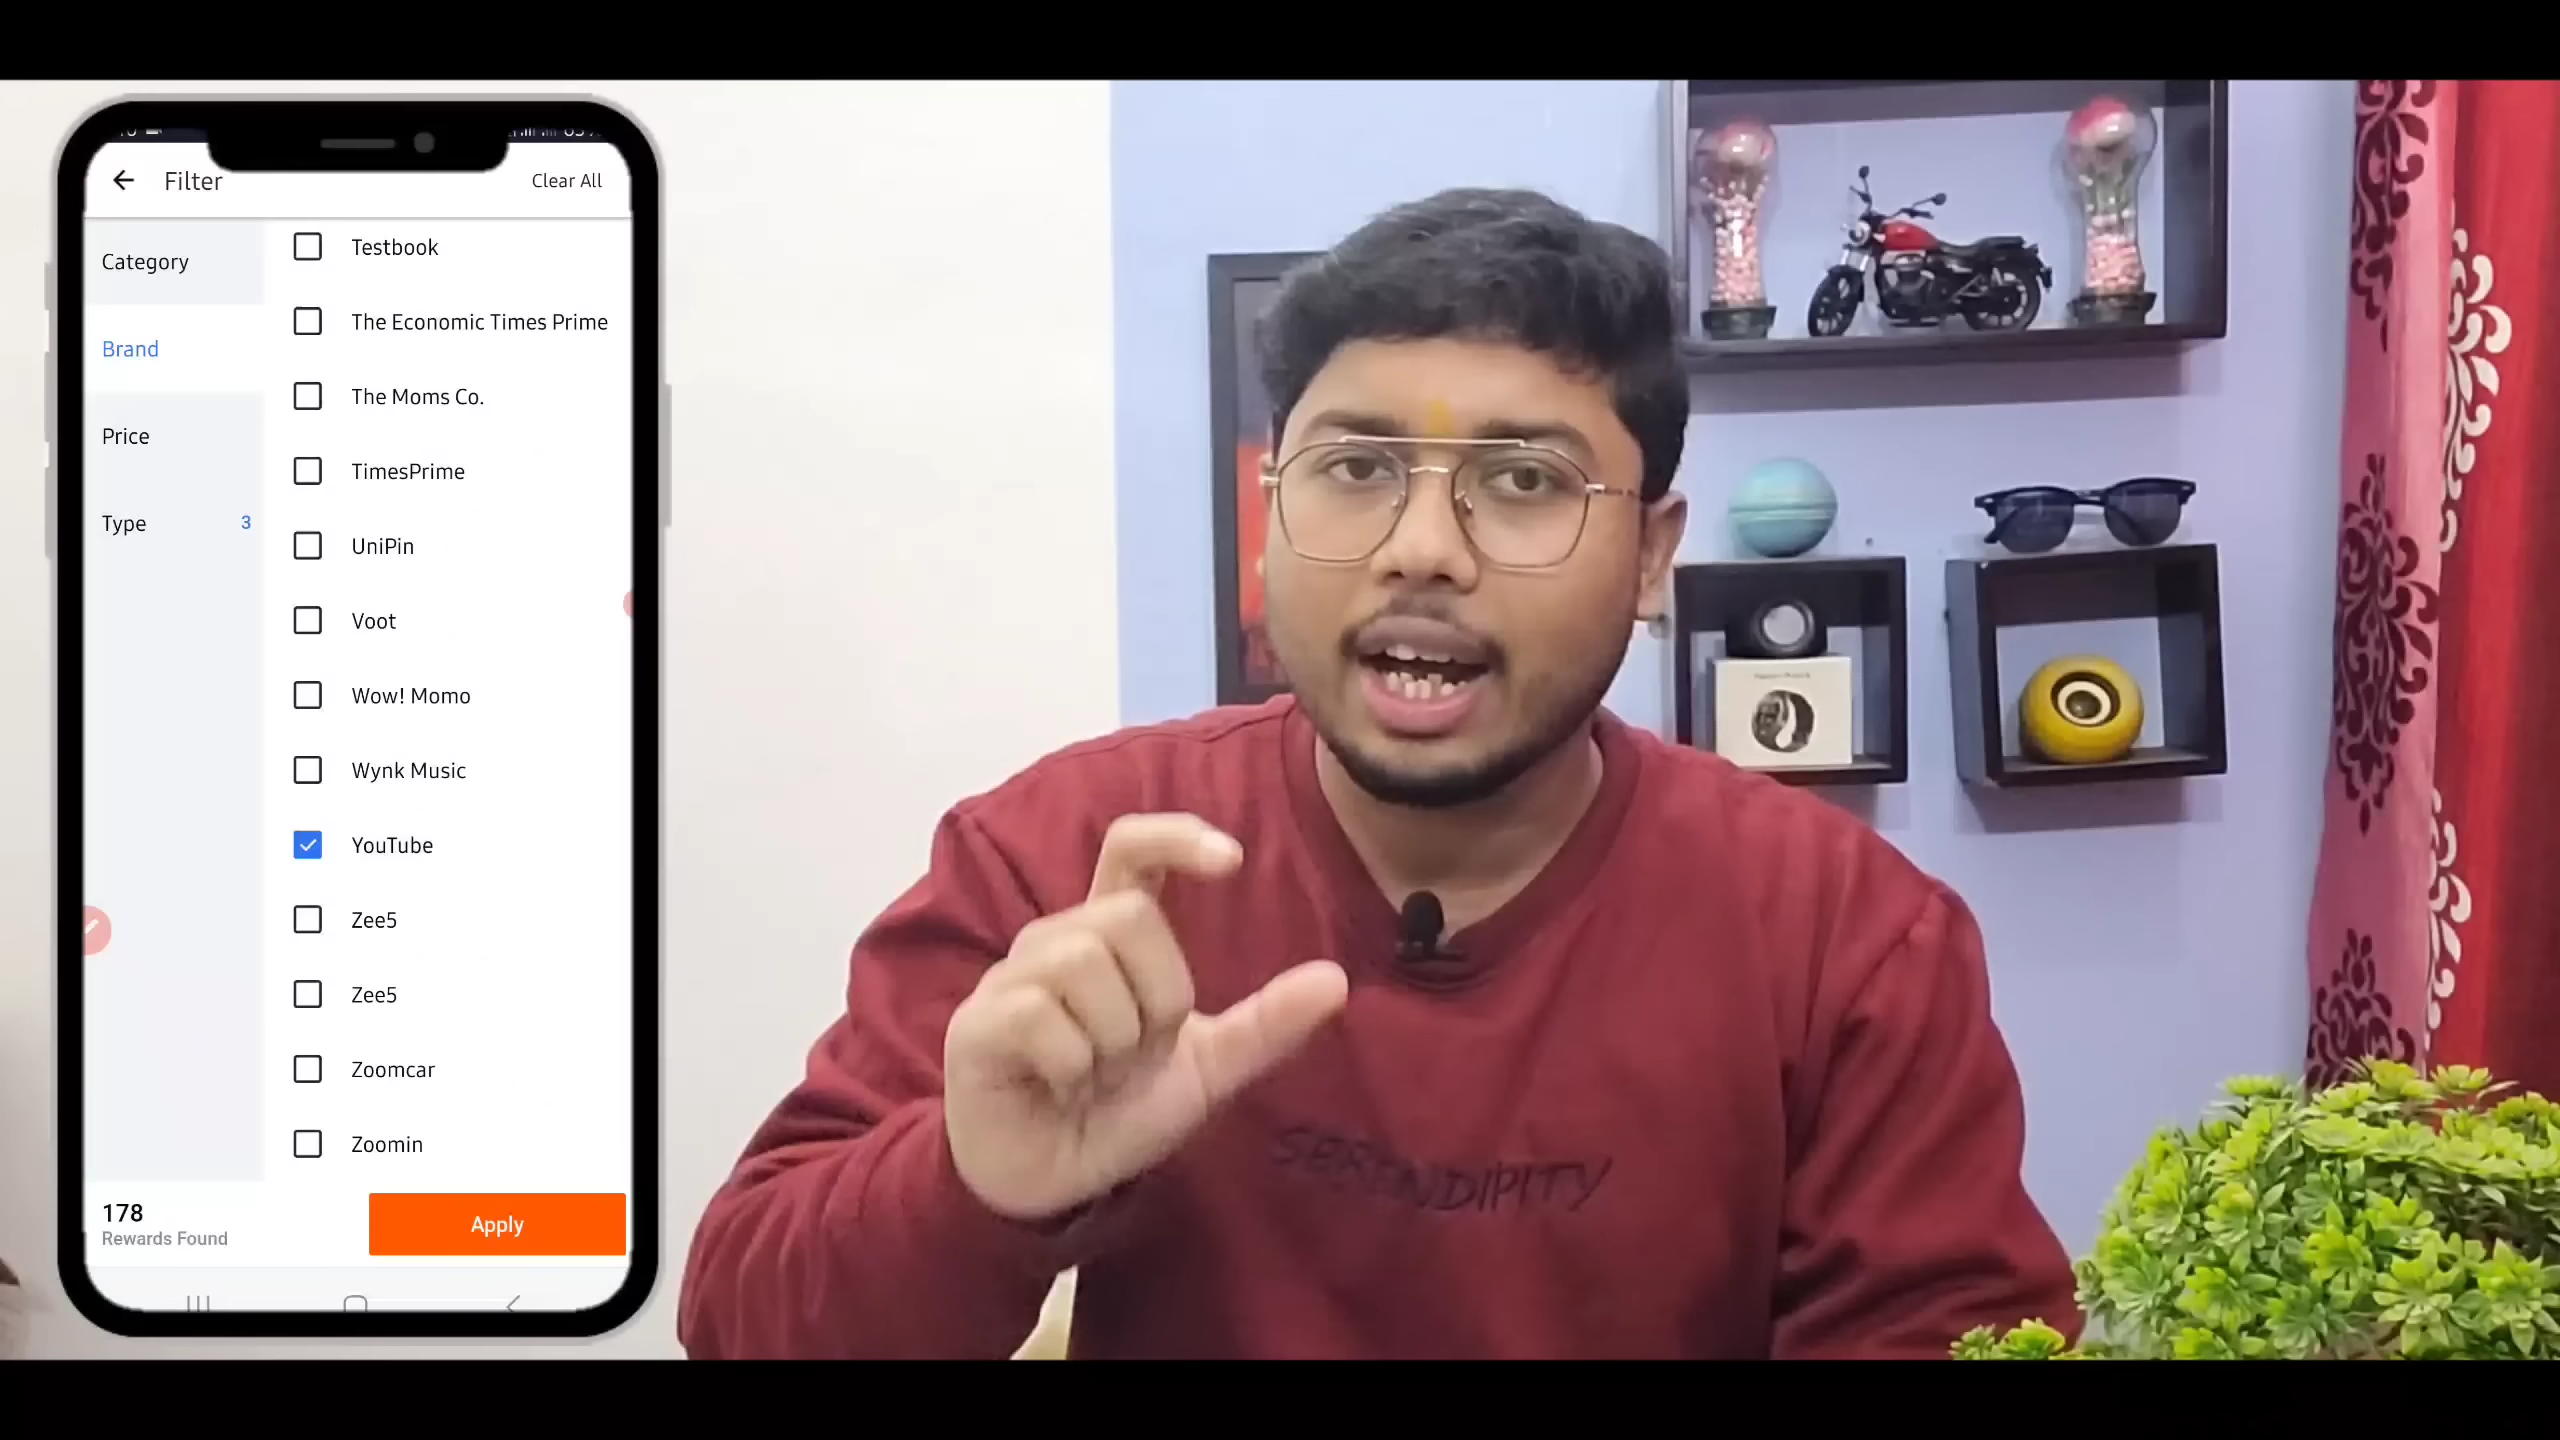 Filter
Clear All
Category
Brand
Price
Type 3
Testbook
The Economic Times Prime
The Moms Co.
TimesPrime
UniPin
Voot
Wow! Momo
Wynk Music
YouTube
Zee5
Zee5
Zoomcar
Zoomin
178
Rewards Found
Apply
SERENDIPITY